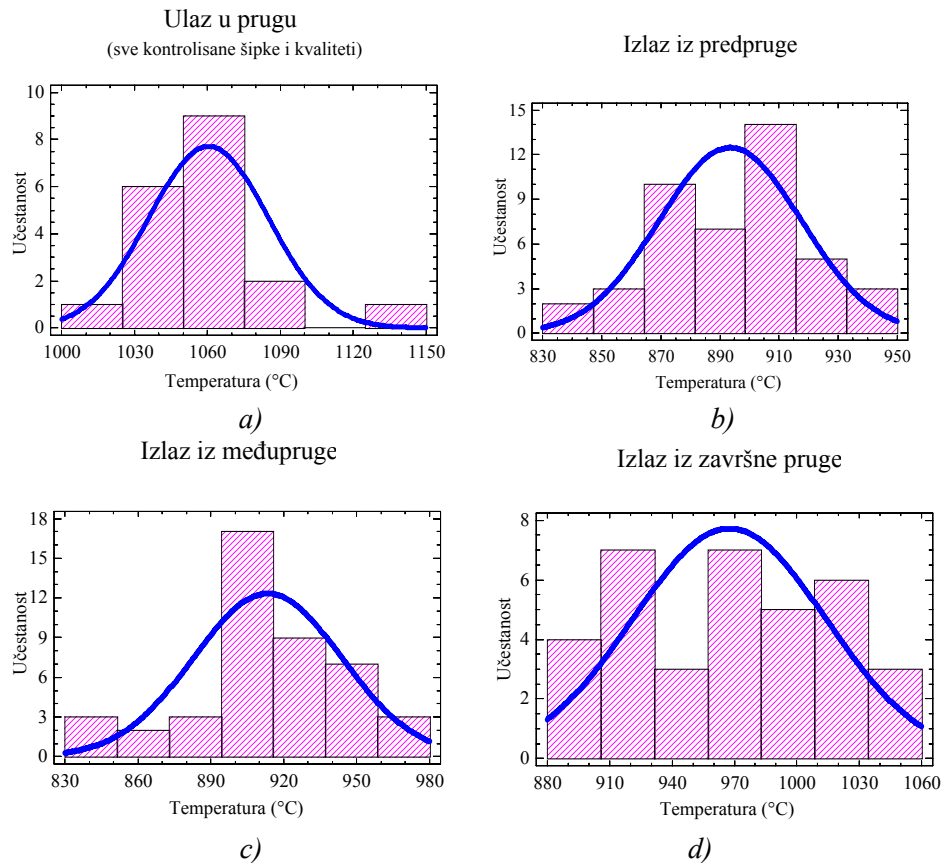 Ulaz u prugu
(sve kontrolisane šipke i kvaliteti)
Učestanost
10
8
6
4
2
0
1000 1030 1060 1090 1120 1150
Temperatura (°C)
a)
Izlaz iz predpruge
Učestanost
15
12
9
6
3
0
830 850 870 890 910 930 950
Temperatura (°C)
b)
Izlaz iz međupruge
Učestanost
18
15
12
9
6
3
0
830 860 890 920 950 980
Temperatura (°C)
c)
Izlaz iz završne pruge
Učestanost
8
6
4
2
0
880 910 940 970 1000 1030 1060
Temperatura (°C)
d)